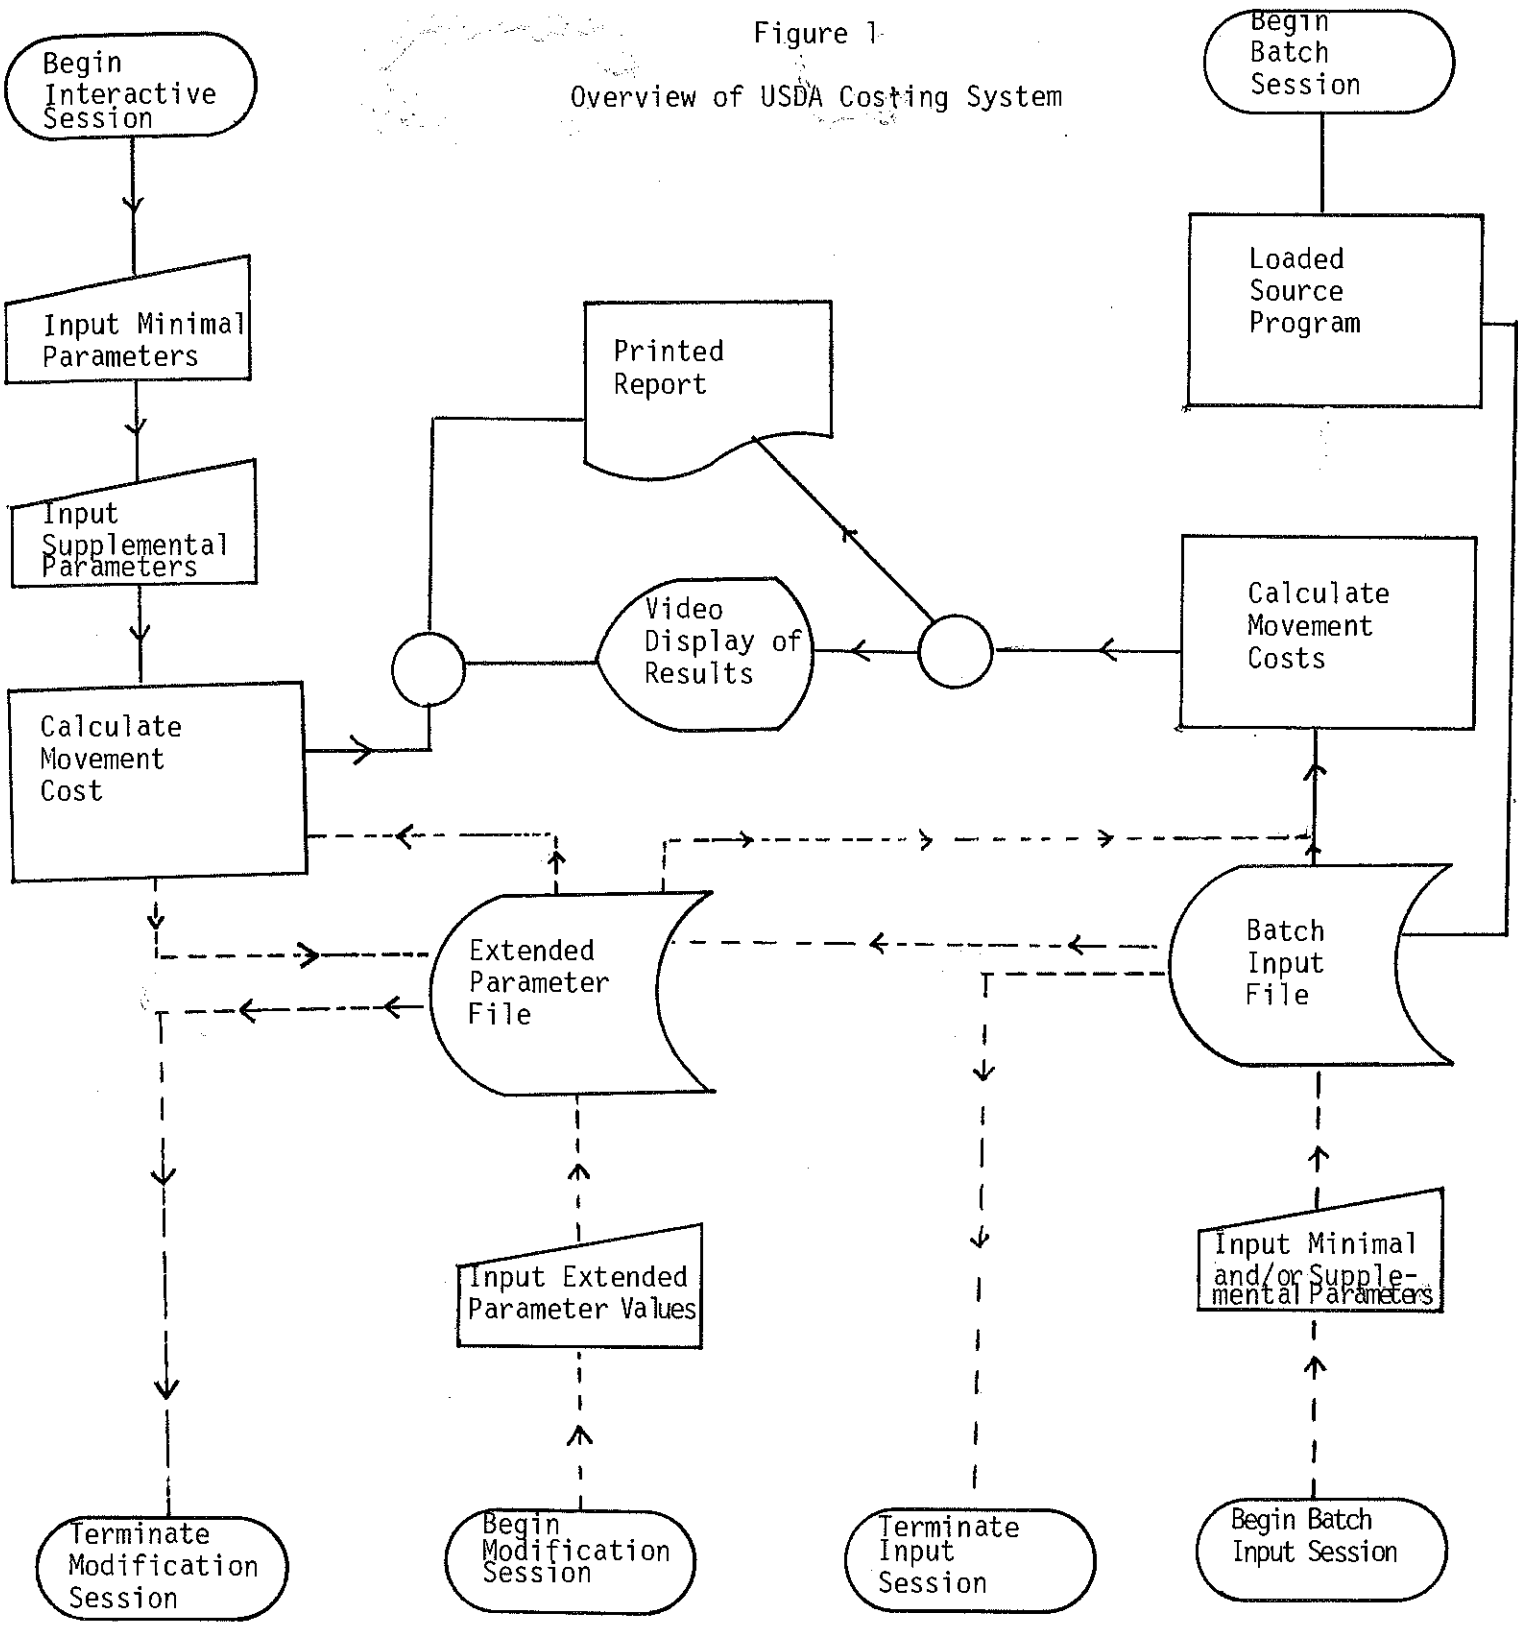 Figure 1
Overview of USDA Costing System
Begin
Interactive
Session
Begin
Batch
Session
Input Minimal
Parameters
Loaded
Source
Program
Printed
Report
Input
Supplemental
Parameters
Video
Display of
Results
Calculate
Movement
Costs
Calculate
Movement
Cost
Extended
Parameter
File
Batch
Input
File
Input Extended
Parameter Values
Input Minimal
and/or Supple-
mental Parameters
Terminate
Modification
Session
Begin
Modification
Session
Terminate
Input
Session
Begin Batch
Input Session